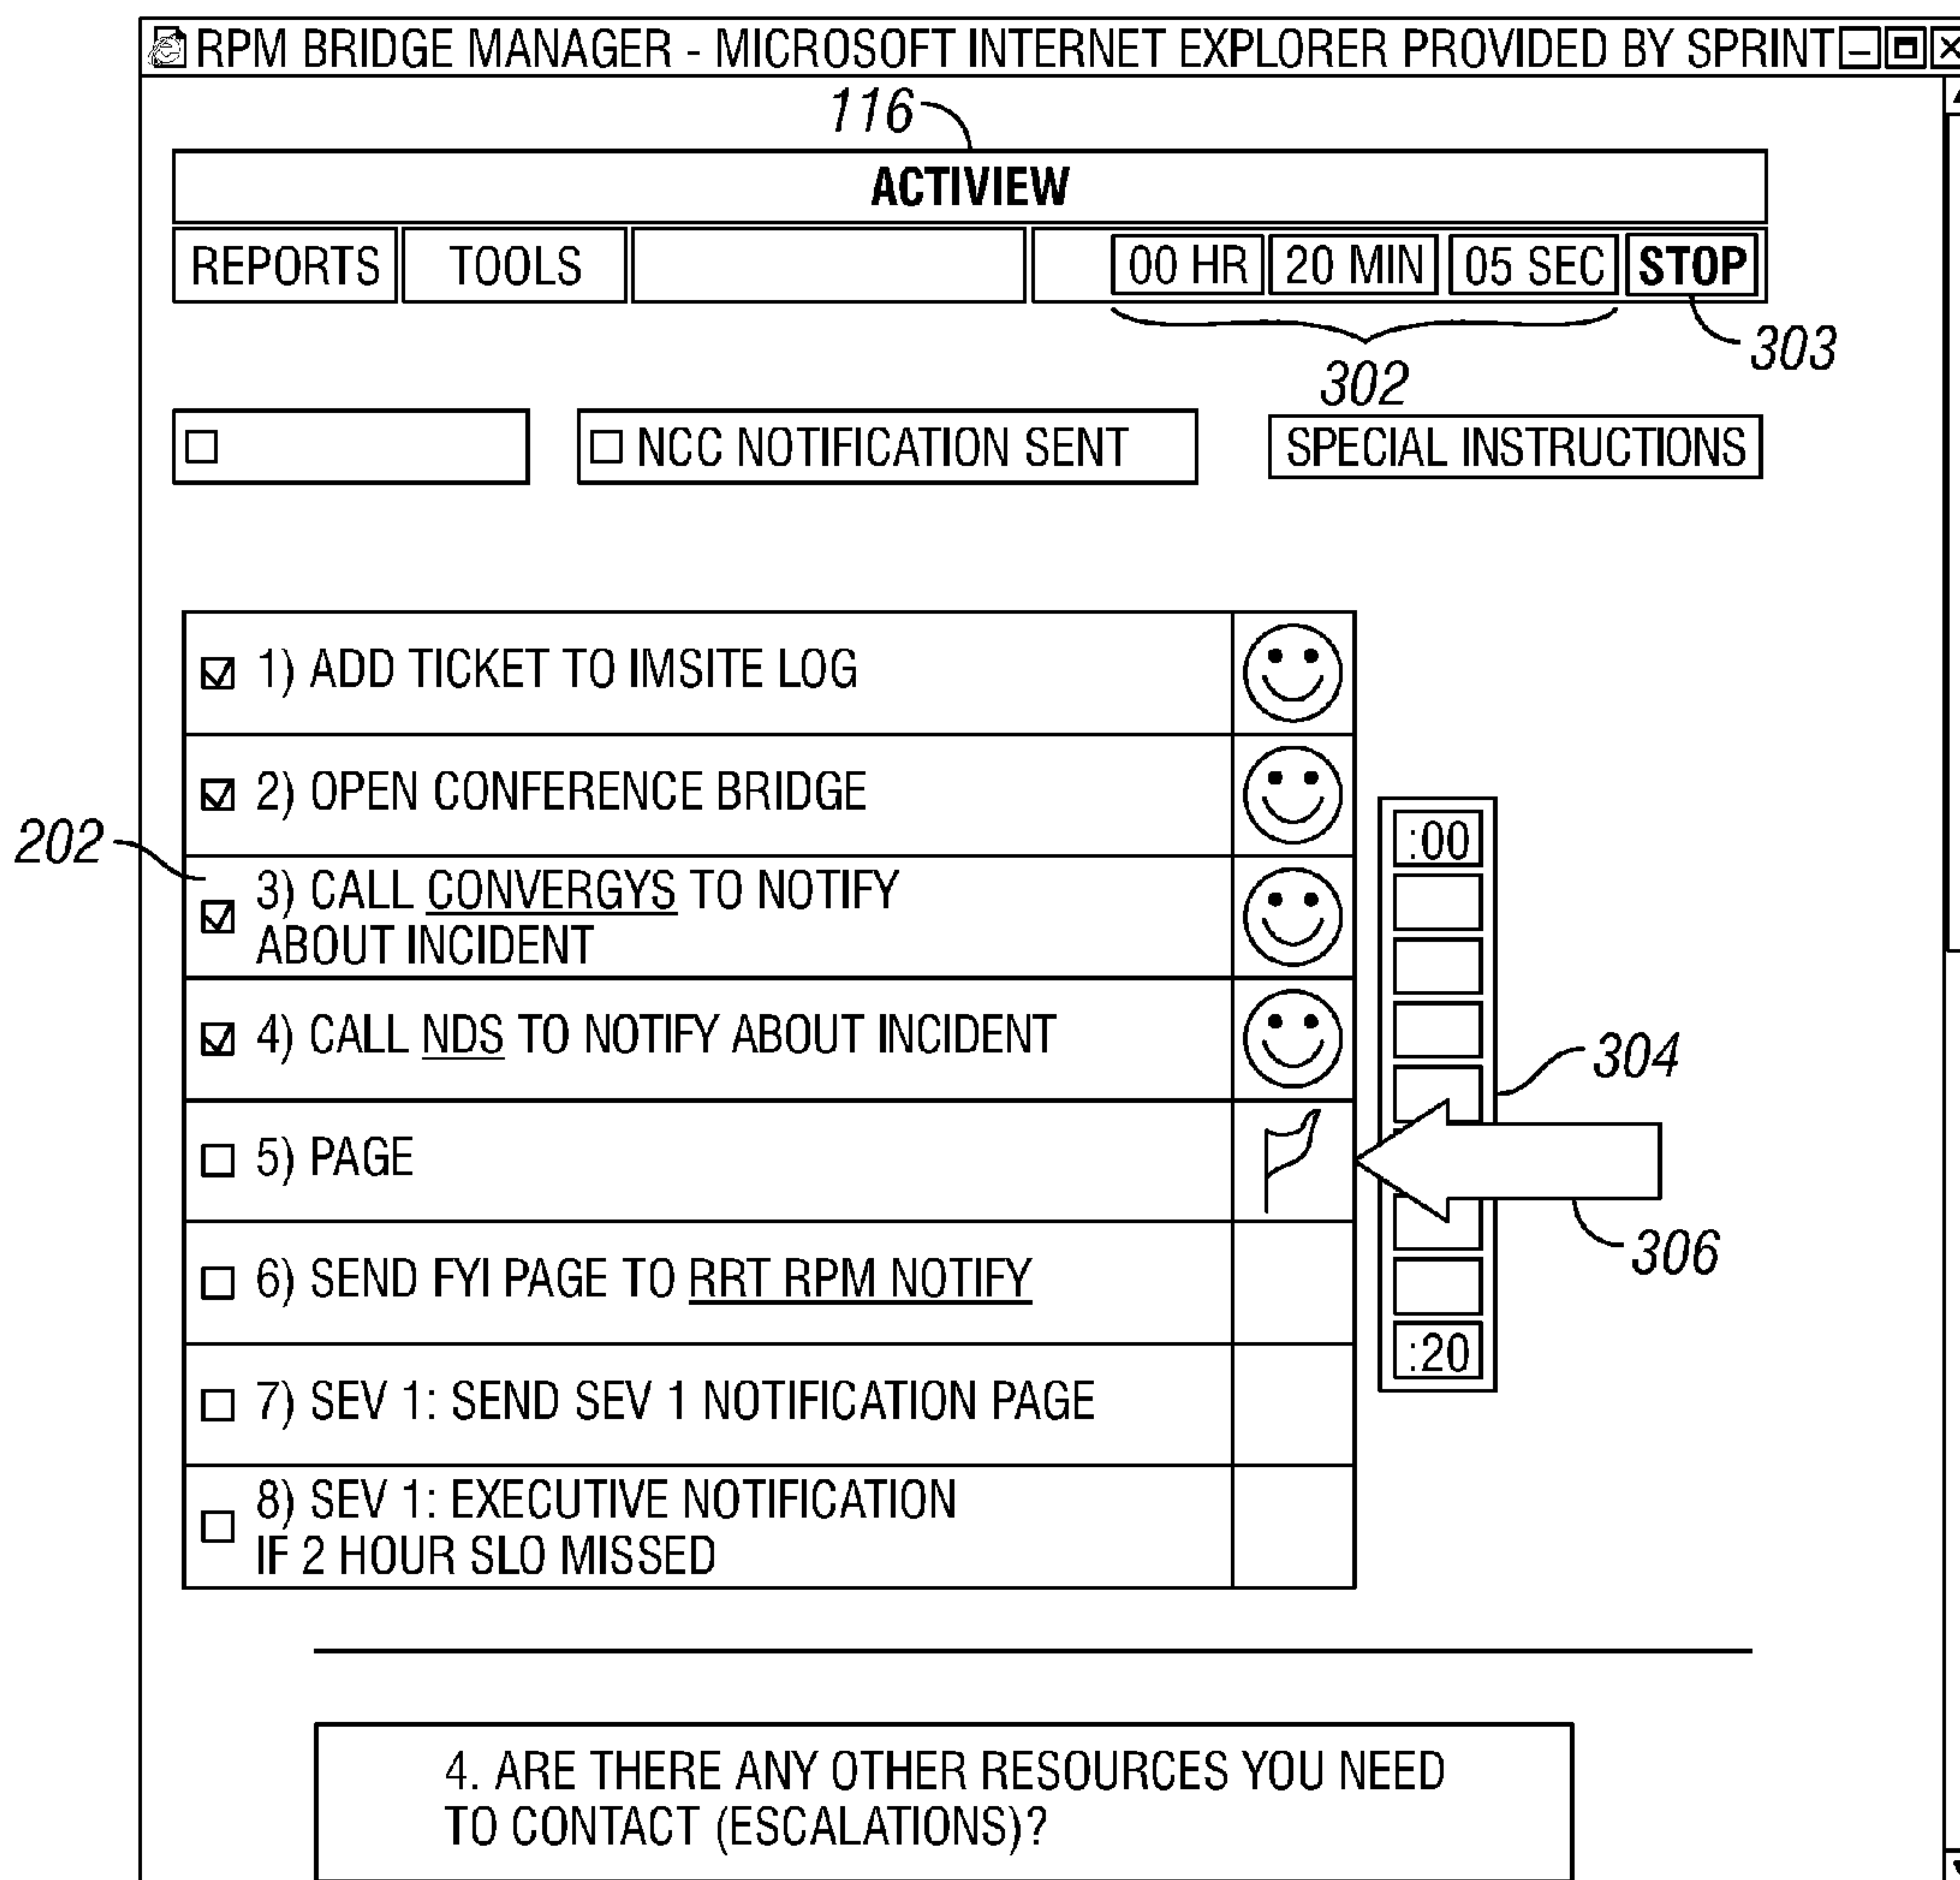 RPM BRIDGE MANAGER - MICROSOFT INTERNET EXPLORER PROVIDED BY SPRINT
116
ACTIVIEW
REPORTS TOOLS 00 HR 20 MIN 05 SEC STOP
303
302
NCC NOTIFICATION SENT SPECIAL INSTRUCTIONS
1) ADD TICKET TO IMSITE LOG
2) OPEN CONFERENCE BRIDGE
202
:00
3) CALL CONVERGYS TO NOTIFY
ABOUT INCIDENT
4) CALL NDS TO NOTIFY ABOUT INCIDENT
304
5) PAGE
306
6) SEND FYI PAGE TO RRT RPM NOTIFY
:20
7) SEV 1: SEND SEV 1 NOTIFICATION PAGE
8) SEV 1: EXECUTIVE NOTIFICATION
IF 2 HOUR SLO MISSED
4. ARE THERE ANY OTHER RESOURCES YOU NEED
TO CONTACT (ESCALATIONS)?